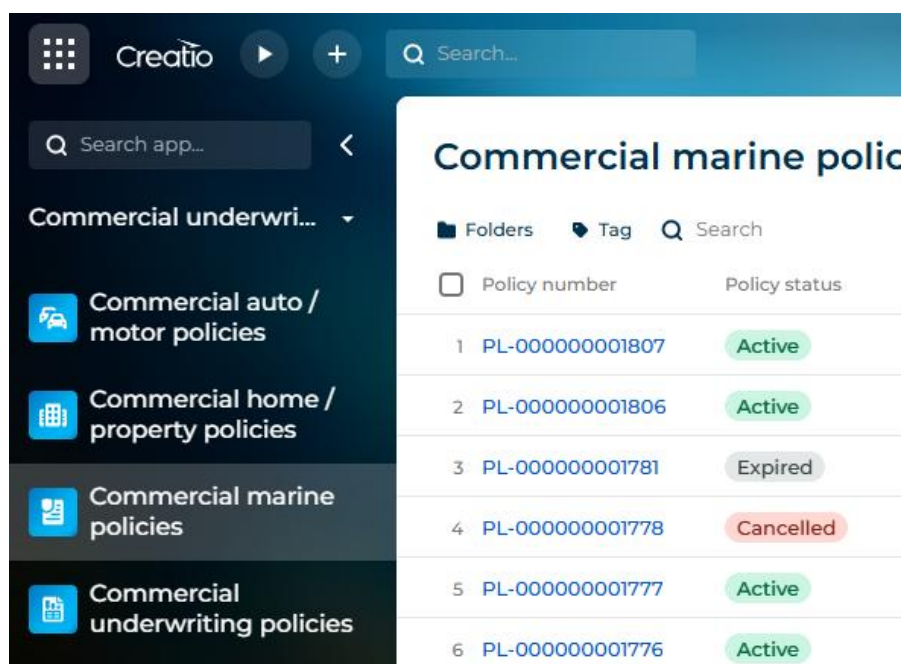 Creatio
Search...
Search app...
Commercial underwri...
Commercial auto /
motor policies
Commercial home /
property policies
Commercial marine
policies
Commercial
underwriting policies
Commercial marine polic
Folders Tag Search
Policy number Policy status
1 PL-000000001807 Active
2 PL-000000001806 Active
3 PL-000000001781 Expired
4 PL-000000001778 Cancelled
5 PL-000000001777 Active
6 PL-000000001776 Active